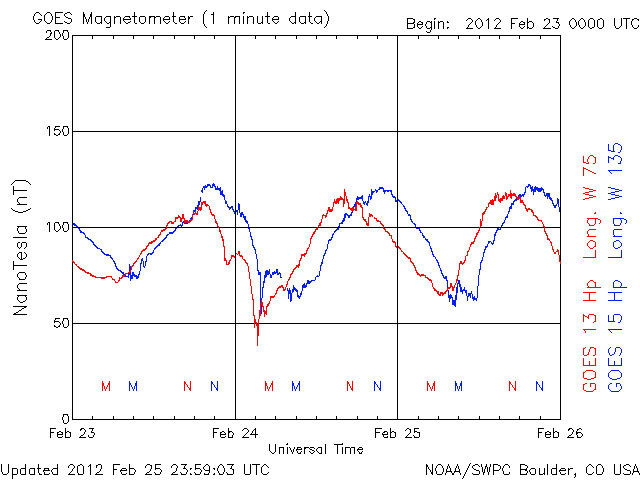 GOES Magnetometer (1 minute data)
Begin: 2012 Feb 23 0000 UTC
200
150
100
50
0
NanoTesla (nT)
M M N N M M N N M M N N
Feb 23 Feb 24 Feb 25 Feb 26
Universal Time
GOES 13 Hp Long. W 75
GOES 15 Hp Long. W 135
Updated 2012 Feb 25 23:59:03 UTC
NOAA/SWPC Boulder, CO USA